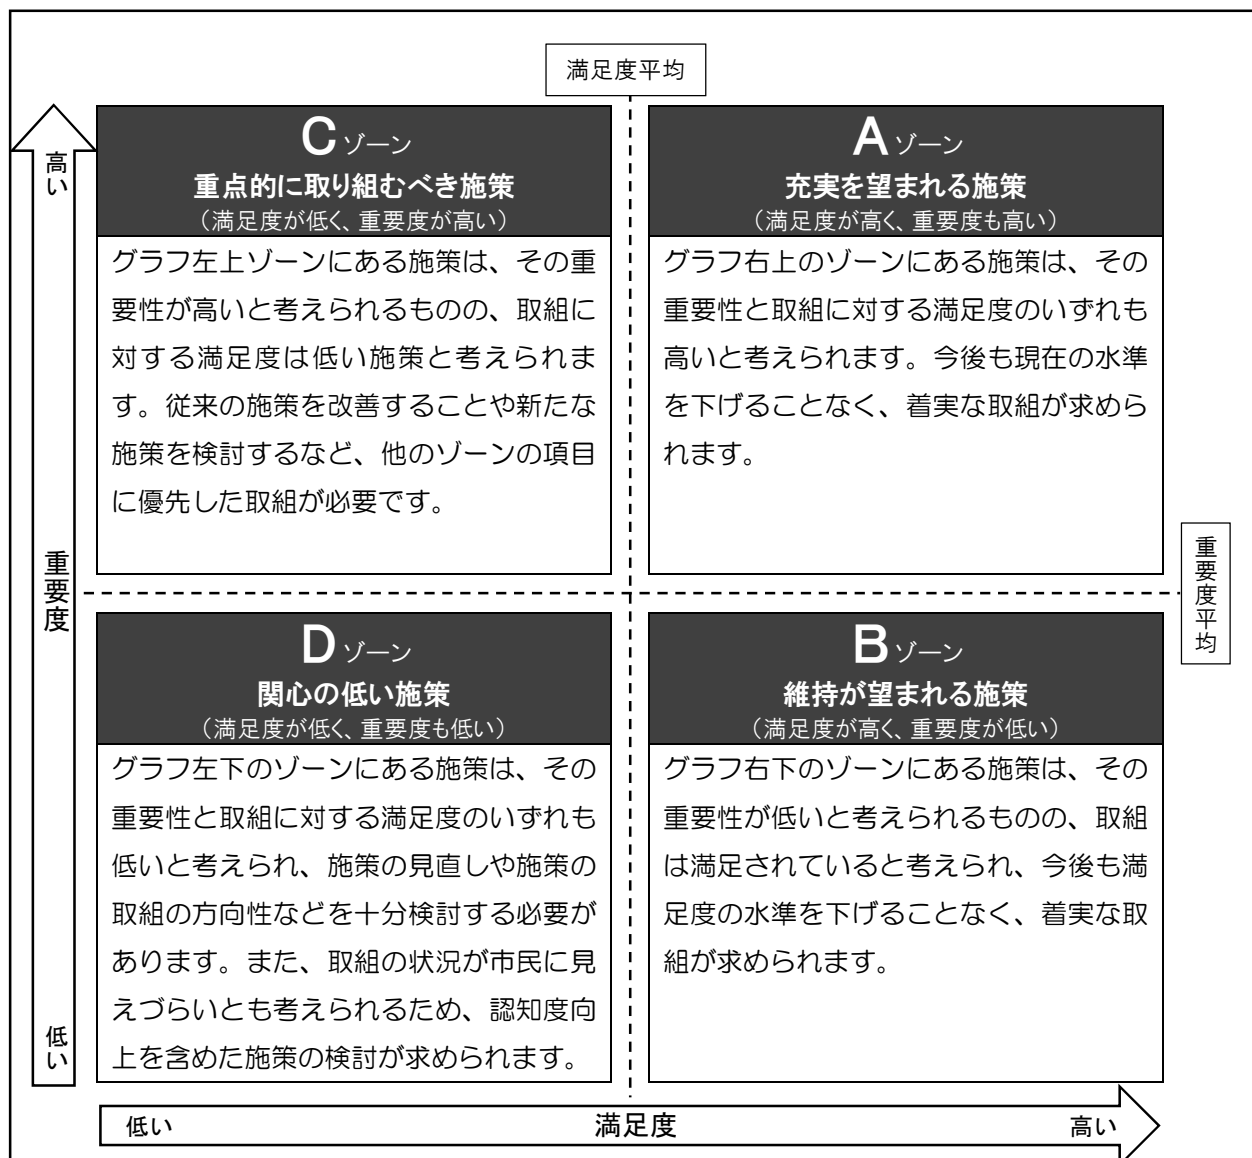 満足度平均
高い
Cゾーン
重点的に取り組むべき施策
（満足度が低く、重要度が高い）
グラフ左上ゾーンにある施策は、その重
要性が高いと考えられるものの、取組に
対する満足度は低い施策と考えられま
す。従来の施策を改善することや新たな
施策を検討するなど、他のゾーンの項目
に優先した取組が必要です。
Aゾーン
充実を望まれる施策
（満足度が高く、重要度も高い）
グラフ右上のゾーンにある施策は、その
重要性と取組に対する満足度のいずれも
高いと考えられます。今後も現在の水準
を下げることなく、着実な取組が求めら
れます。
重要度
重要度平均
Dゾーン
関心の低い施策
（満足度が低く、重要度も低い）
グラフ左下のゾーンにある施策は、その
重要性と取組に対する満足度のいずれも
低いと考えられ、施策の見直しや施策の
取組の方向性などを十分検討する必要が
あります。また、取組の状況が市民に見
えづらいとも考えられるため、認知度向
上を含めた施策の検討が求められます。
Bゾーン
維持が望まれる施策
（満足度が高く、重要度が低い）
グラフ右下のゾーンにある施策は、その
重要性が低いと考えられるものの、取組
は満足されていると考えられ、今後も満
足度の水準を下げることなく、着実な取
組が求められます。
低い
低い
満足度
高い